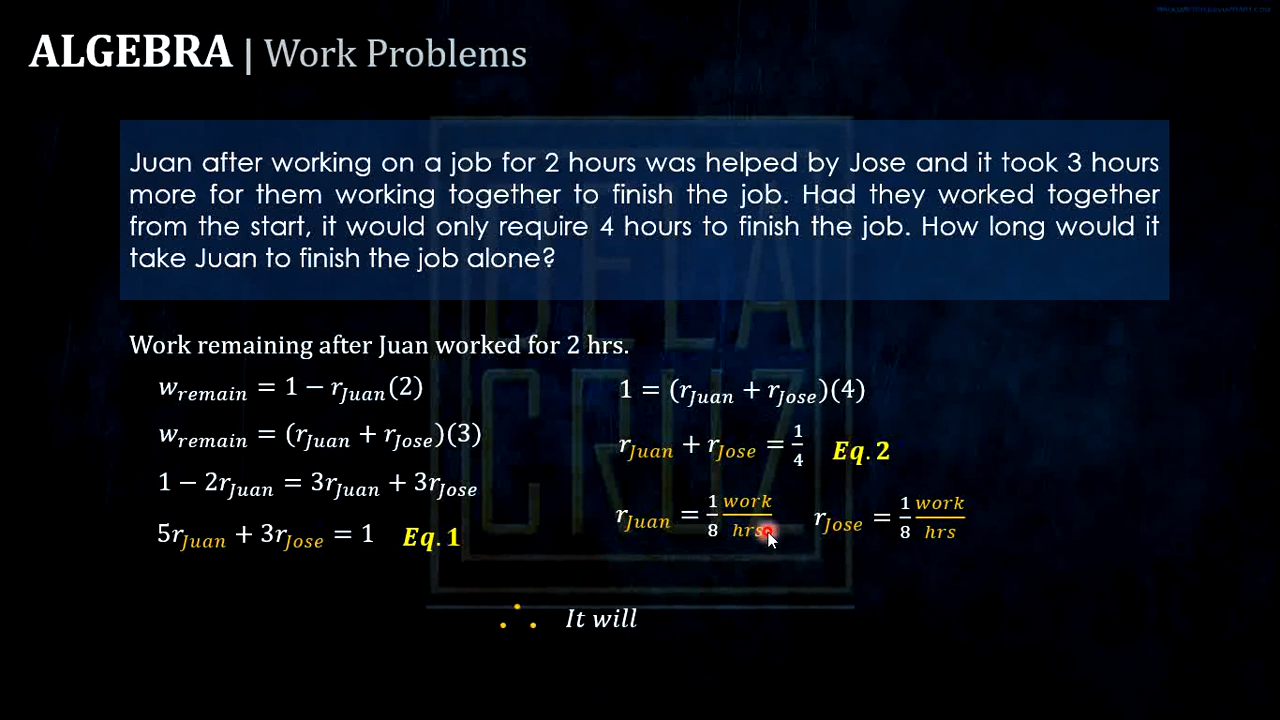 ALGEBRA | Work Problems
Juan after working on a job for 2 hours was helped by Jose and it took 3 hours
more for them working together to finish the job. Had they worked together
from the start, it would only require 4 hours to finish the job. How long would it
take Juan to finish the job alone?
DELA
CRUZ
Work remaining after Juan worked for 2 hrs.
w_remain = 1 − r_Juan(2)
w_remain = (r_Juan + r_Jose)(3)
1 − 2r_Juan = 3r_Juan + 3r_Jose
5r_Juan + 3r_Jose = 1 Eq. 1
1 = (r_Juan + r_Jose)(4)
r_Juan + r_Jose = 1/4 Eq. 2
r_Juan = 1/8 work/hrs r_Jose = 1/8 work/hrs
∴ It will